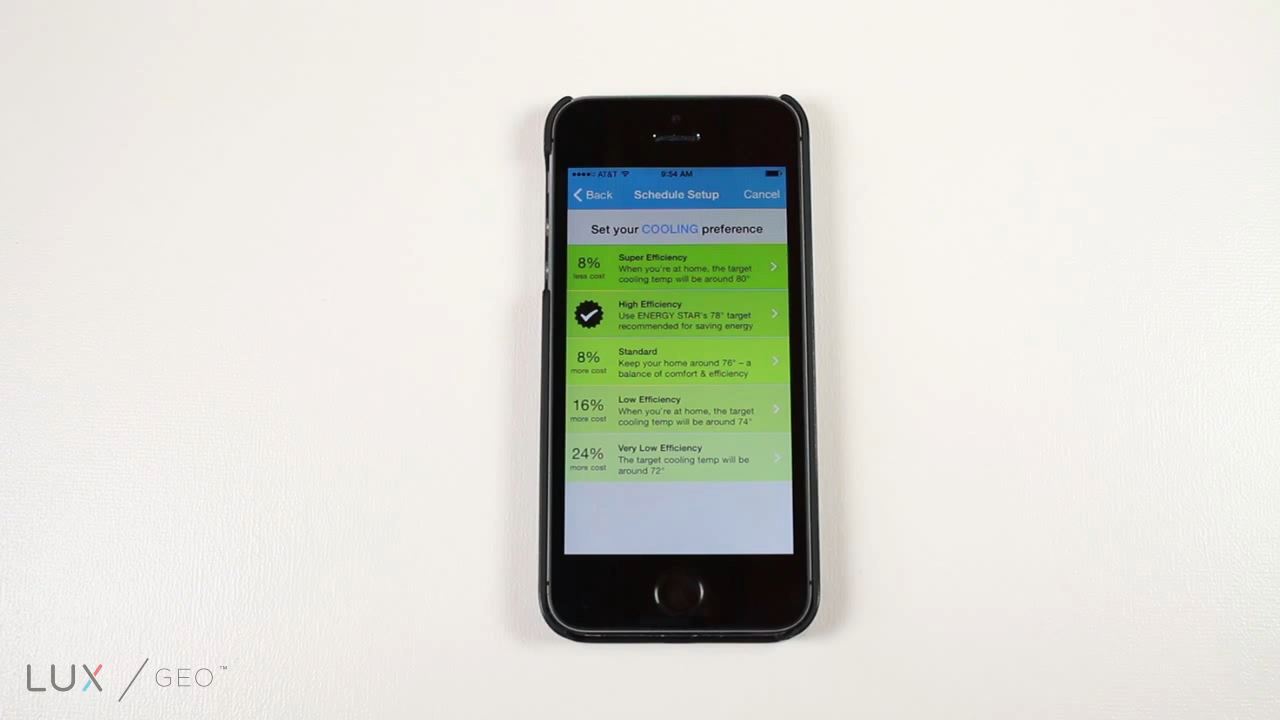 AT&T 9:54 AM
Back Schedule Setup Cancel
Set your COOLING preference
8%
less cost
Super Efficiency
When you're at home, the target
cooling temp will be around 80°
High Efficiency
Use ENERGY STAR's 78° target
recommended for saving energy
8%
more cost
Standard
Keep your home around 76° – a
balance of comfort & efficiency
16%
more cost
Low Efficiency
When you're at home, the target
cooling temp will be around 74°
24%
more cost
Very Low Efficiency
The target cooling temp will be
around 72°
LUX / GEO™